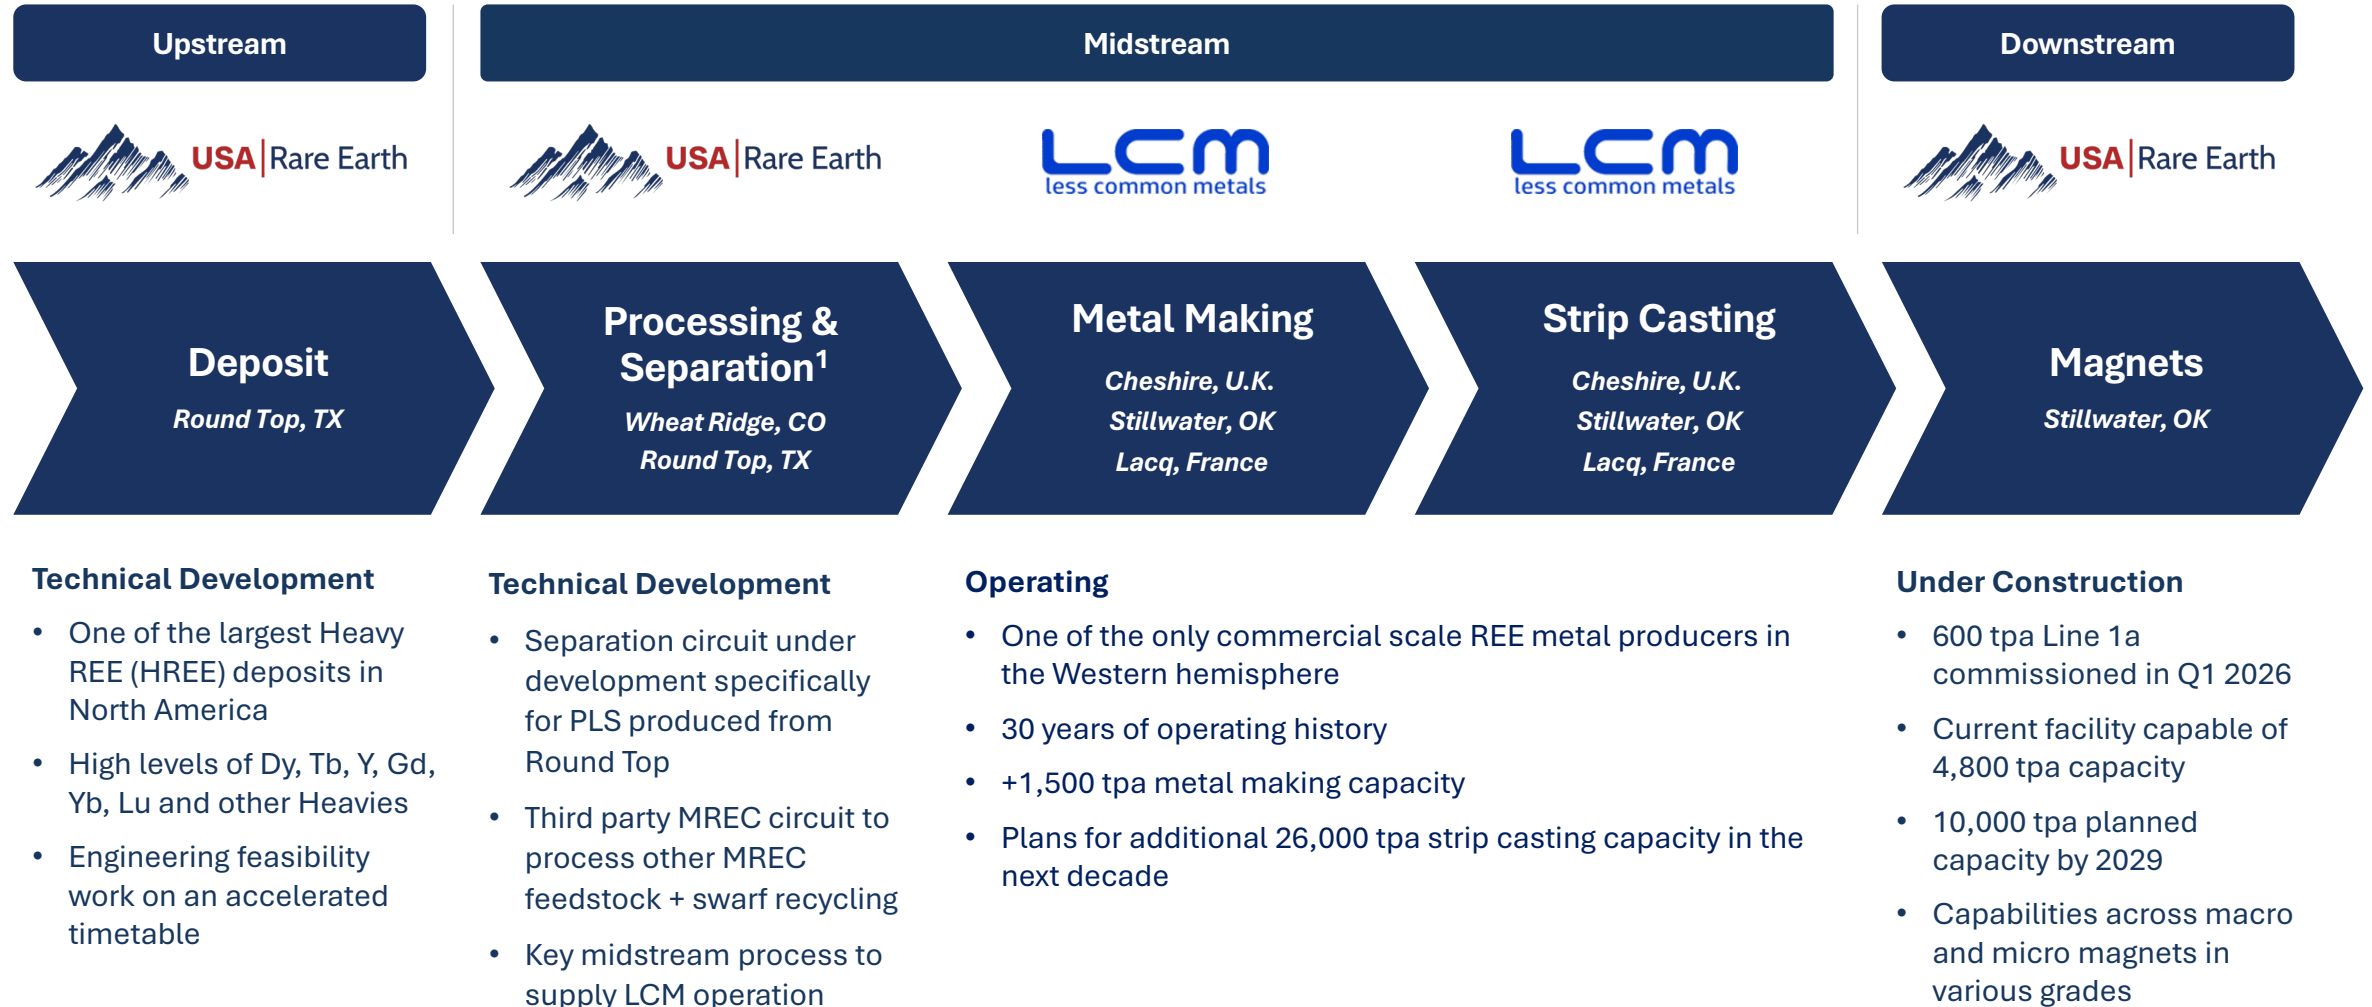 Upstream
Midstream
Downstream
USA|Rare Earth
USA|Rare Earth
LCM
less common metals
LCM
less common metals
USA|Rare Earth
Deposit
Round Top, TX
Processing &
Separation¹
Wheat Ridge, CO
Round Top, TX
Metal Making
Cheshire, U.K.
Stillwater, OK
Lacq, France
Strip Casting
Cheshire, U.K.
Stillwater, OK
Lacq, France
Magnets
Stillwater, OK
Technical Development
• One of the largest Heavy
REE (HREE) deposits in
North America
• High levels of Dy, Tb, Y, Gd,
Yb, Lu and other Heavies
• Engineering feasibility
work on an accelerated
timetable
Technical Development
• Separation circuit under
development specifically
for PLS produced from
Round Top
• Third party MREC circuit to
process other MREC
feedstock + swarf recycling
• Key midstream process to
supply LCM operation
Operating
• One of the only commercial scale REE metal producers in
the Western hemisphere
• 30 years of operating history
• +1,500 tpa metal making capacity
• Plans for additional 26,000 tpa strip casting capacity in the
next decade
Under Construction
• 600 tpa Line 1a
commissioned in Q1 2026
• Current facility capable of
4,800 tpa capacity
• 10,000 tpa planned
capacity by 2029
• Capabilities across macro
and micro magnets in
various grades